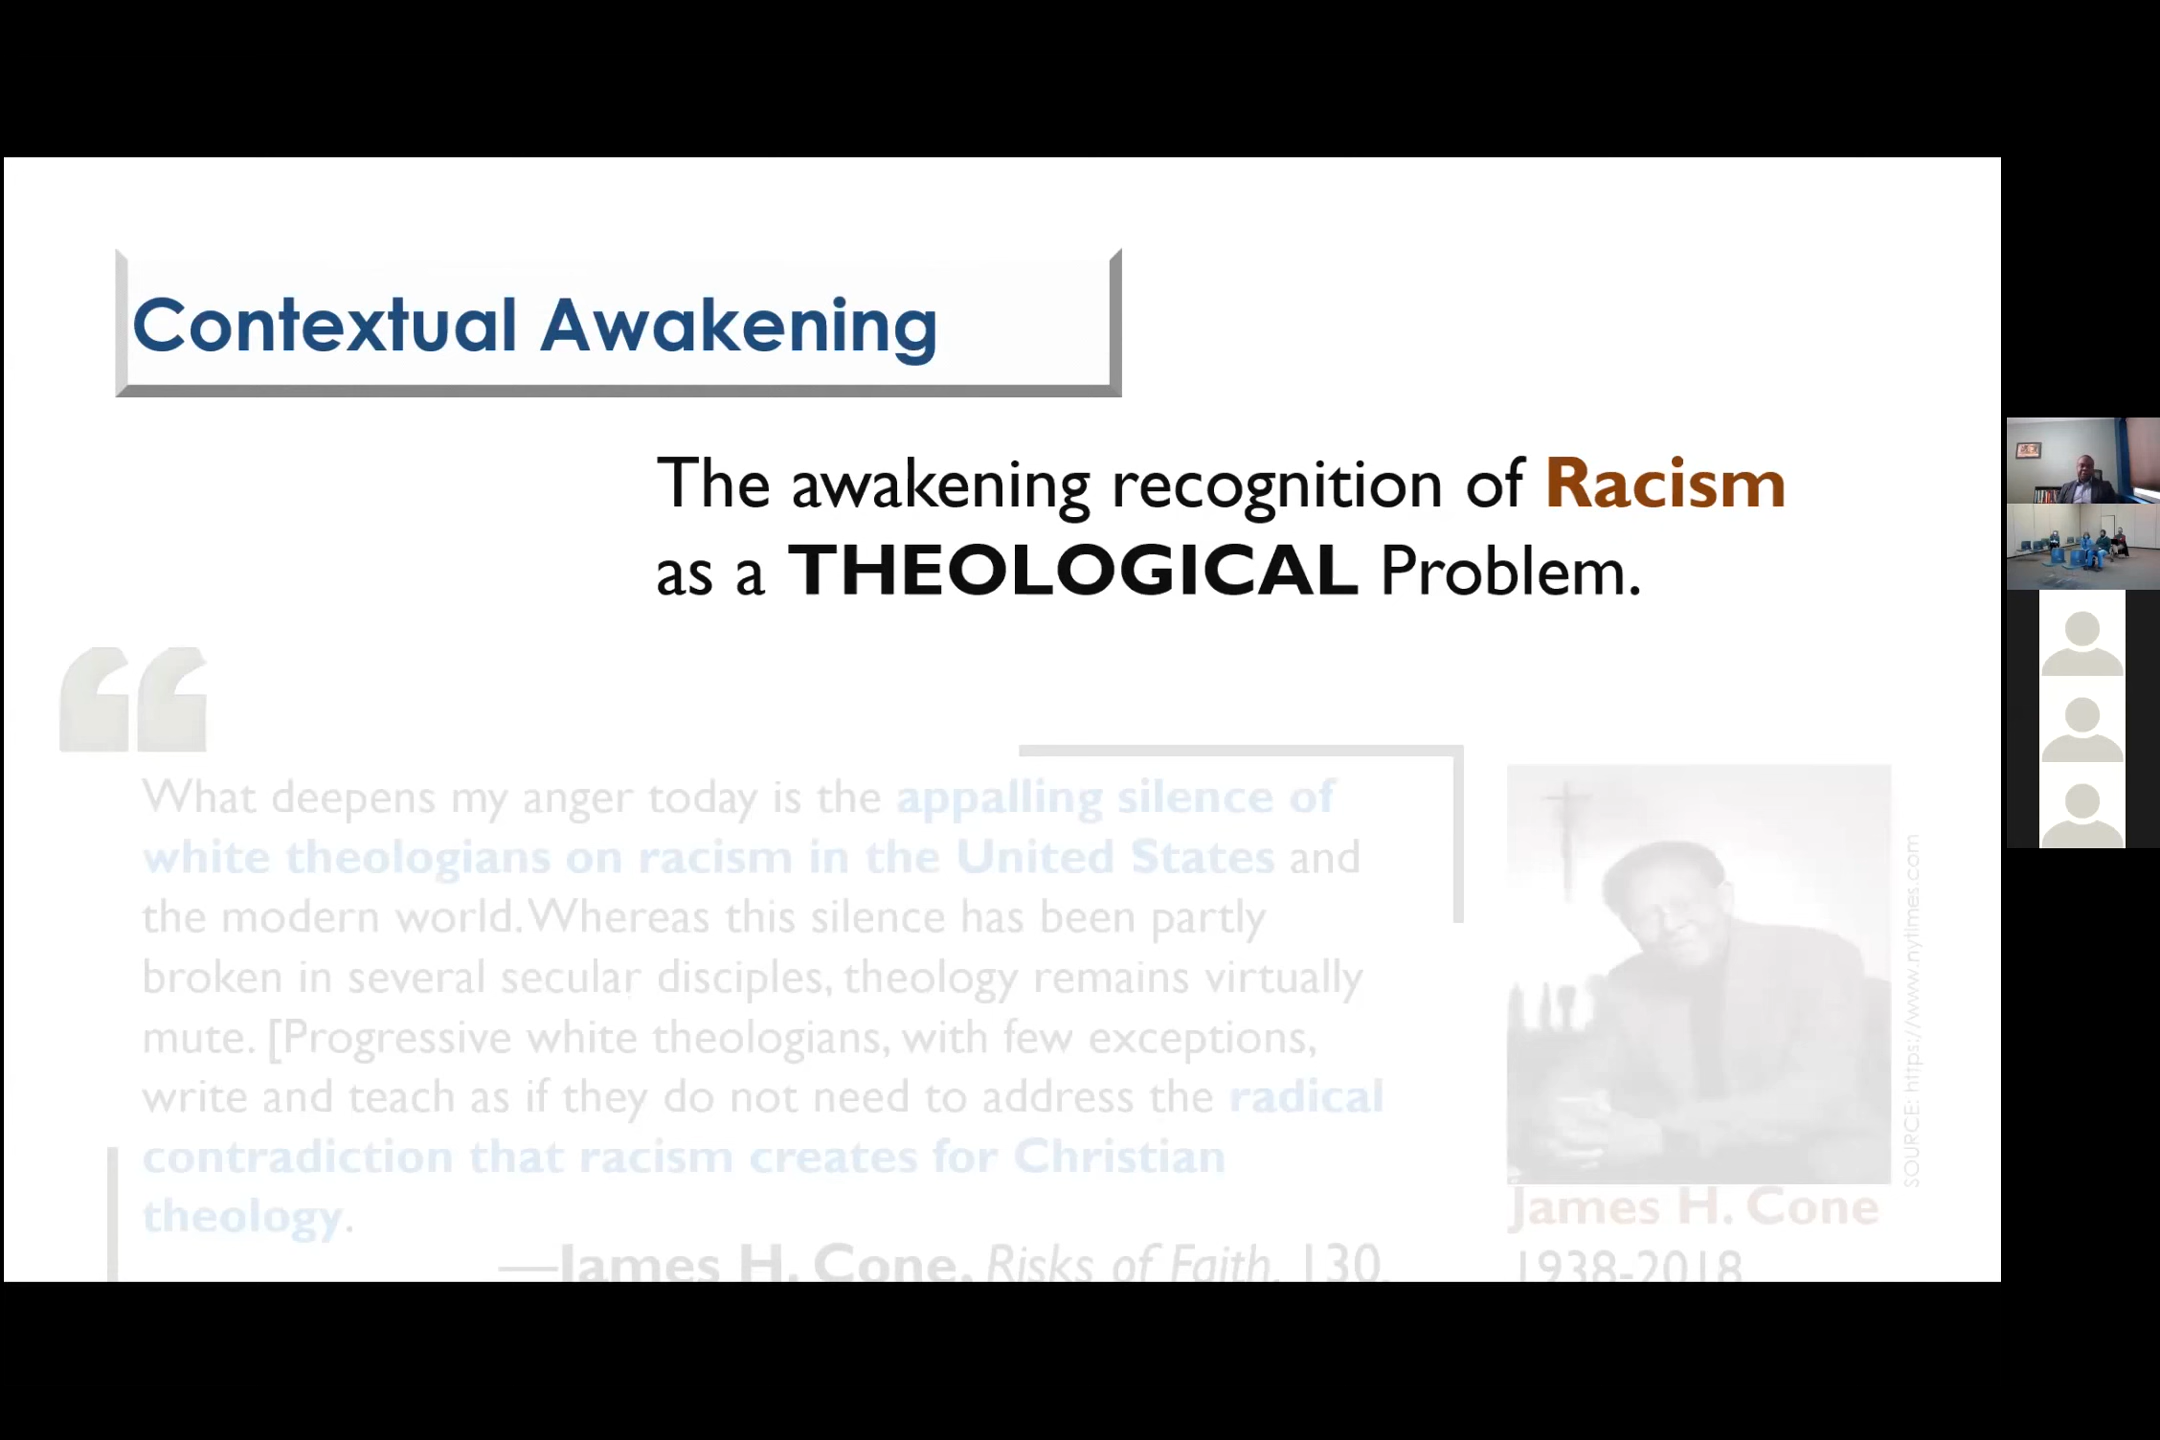 Contextual Awakening
The awakening recognition of Racism
as a THEOLOGICAL Problem.
“
What deepens my anger today is the appalling silence of
white theologians on racism in the United States and
the modern world. Whereas this silence has been partly
broken in several secular disciples, theology remains virtually
mute. [Progressive white theologians, with few exceptions,
write and teach as if they do not need to address the radical
contradiction that racism creates for Christian
theology.
—James H. Cone, Risks of Faith, 130.
SOURCE: https://www.nytimes.com
James H. Cone
1938-2018